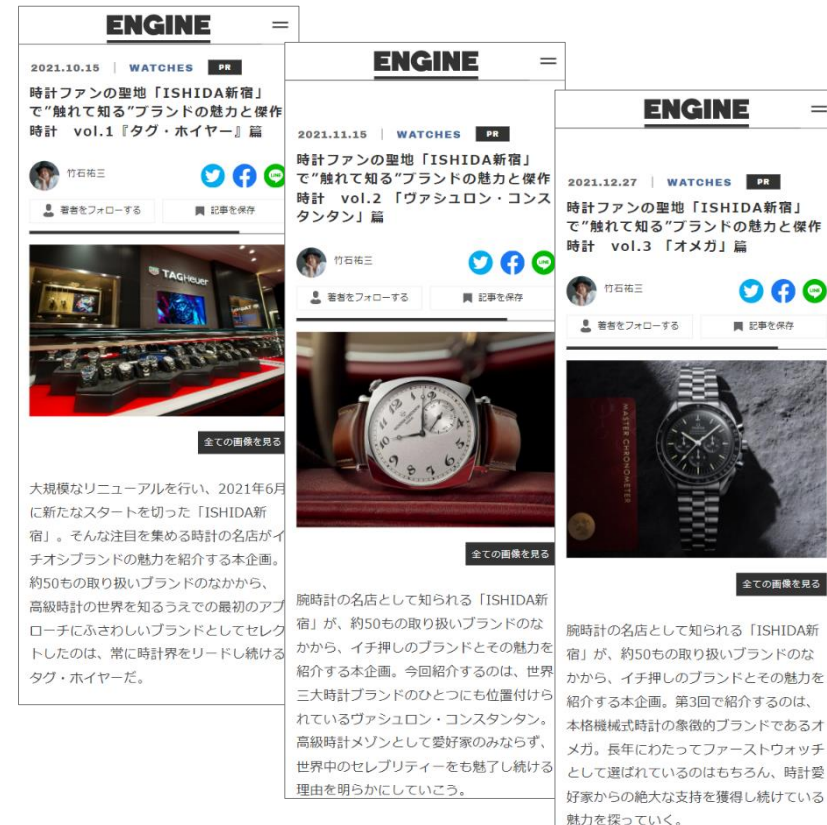 ENGINE
2021.10.15 | WATCHES PR
時計ファンの聖地「ISHIDA新宿」
で"触れて知る"ブランドの魅力と傑作
時計 vol.1『タグ・ホイヤー』篇
竹石祐三
LINE
著者をフォローする
記事を保存
TAGHeuer
全ての画像を見る
大規模なリニューアルを行い、2021年6月
に新たなスタートを切った「ISHIDA新
宿」。そんな注目を集める時計の名店がイ
チオシブランドの魅力を紹介する本企画。
約50もの取り扱いブランドのなかから、
高級時計の世界を知るうえでの最初のアプ
ローチにふさわしいブランドとしてセレク
トしたのは、常に時計界をリードし続ける
タグ・ホイヤーだ。
ENGINE
2021.11.15 | WATCHES PR
時計ファンの聖地「ISHIDA新宿」
で"触れて知る"ブランドの魅力と傑作
時計 vol.2 「ヴァシュロン・コンス
タンタン」篇
竹石祐三
LINE
著者をフォローする
記事を保存
全ての画像を見る
腕時計の名店として知られる「ISHIDA新
宿」が、約50もの取り扱いブランドのな
かから、イチ押しのブランドとその魅力を
紹介する本企画。今回紹介するのは、世界
三大時計ブランドのひとつにも位置付けら
れているヴァシュロン・コンスタンタン。
高級時計メゾンとして愛好家のみならず、
世界中のセレブリティーをも魅了し続ける
理由を明らかにしていこう。
ENGINE
2021.12.27 | WATCHES PR
時計ファンの聖地「ISHIDA新宿」
で"触れて知る"ブランドの魅力と傑作
時計 vol.3 「オメガ」篇
竹石祐三
LINE
著者をフォローする
記事を保存
MASTER CHRONOMETER
全ての画像を見る
腕時計の名店として知られる「ISHIDA新
宿」が、約50もの取り扱いブランドのな
かから、イチ押しのブランドとその魅力を
紹介する本企画。第3回で紹介するのは、
本格機械式時計の象徴的ブランドであるオ
メガ。長年にわたってファーストウォッチ
として選ばれているのはもちろん、時計愛
好家からの絶大な支持を獲得し続けている
魅力を探っていく。